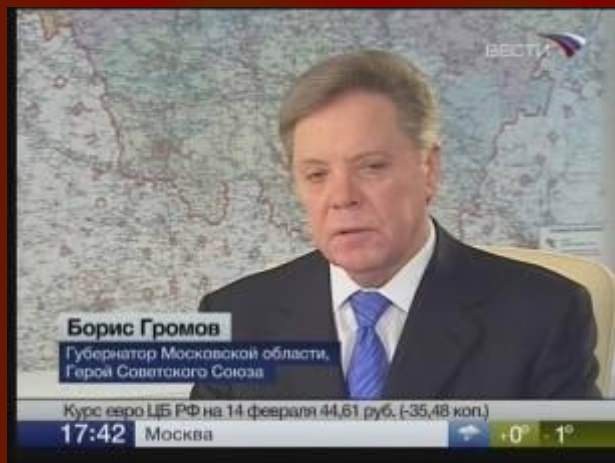 ВЕСТИ
Борис Громов
Губернатор Московской области,
Герой Советского Союза
Курс евро ЦБ РФ на 14 февраля 44,61 руб. (-35,48 коп.)
17:42 Москва +0° - 1°